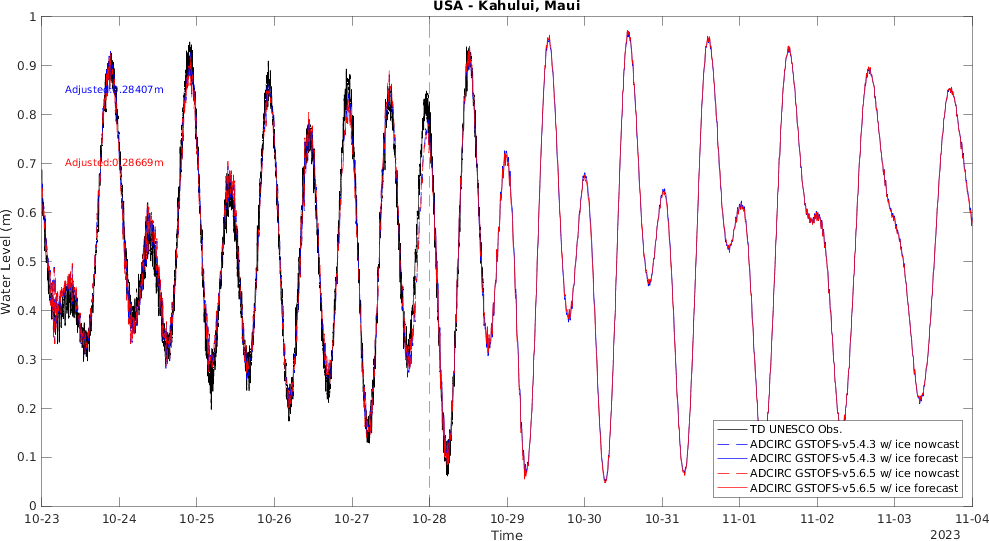 USA - Kahului, Maui
1
0.9
0.8
0.7
0.6
0.5
0.4
0.3
0.2
0.1
0
Water Level (m)
Adjusted:0.28407m
Adjusted:0.28669m
TD UNESCO Obs.
ADCIRC GSTOFS-v5.4.3 w/ ice nowcast
ADCIRC GSTOFS-v5.4.3 w/ ice forecast
ADCIRC GSTOFS-v5.6.5 w/ ice nowcast
ADCIRC GSTOFS-v5.6.5 w/ ice forecast
10-23 10-24 10-25 10-26 10-27 10-28 10-29 10-30 10-31 11-01 11-02 11-03 11-04
Time
2023